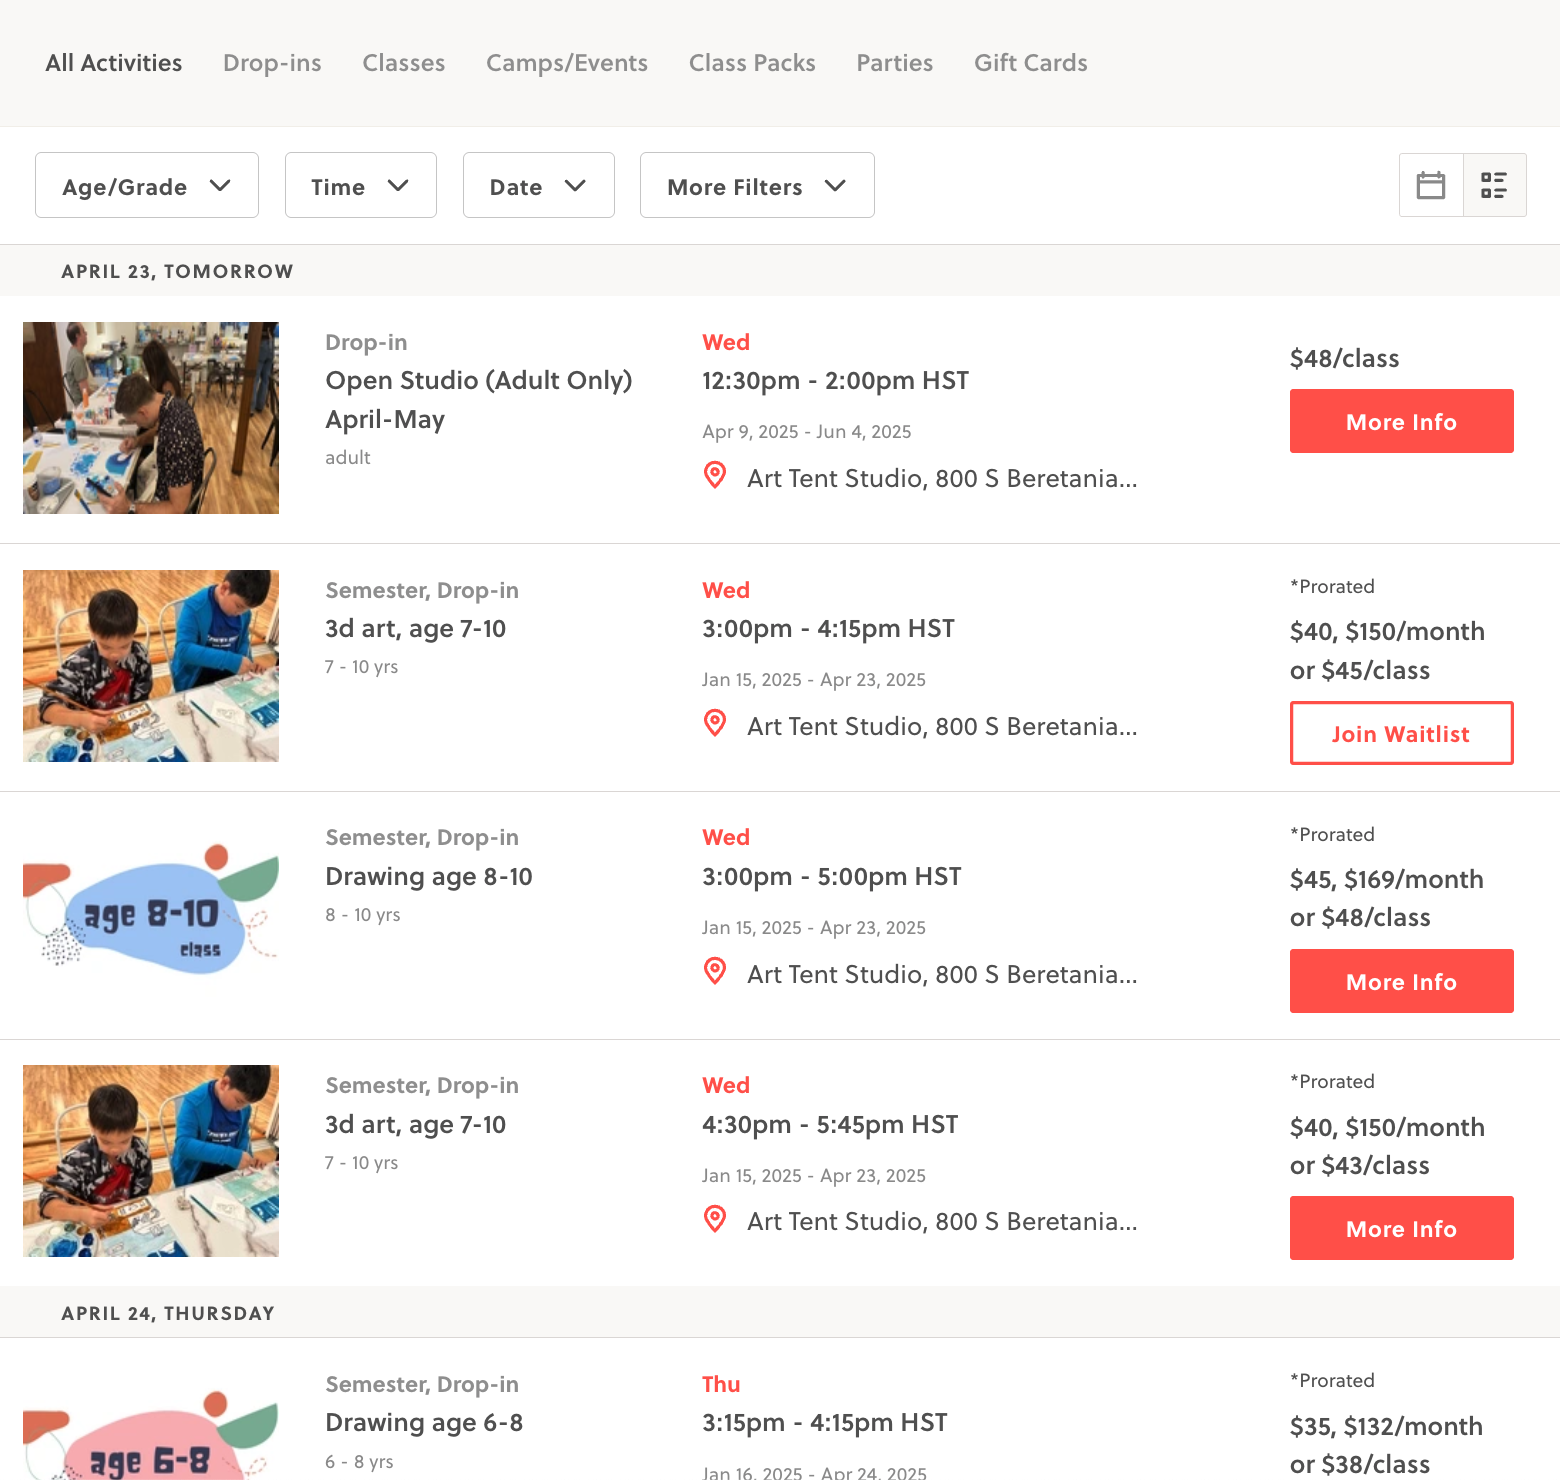 All Activities Drop-ins Classes Camps/Events Class Packs Parties Gift Cards
Age/Grade Time Date More Filters
APRIL 23, TOMORROW
Drop-in
Open Studio (Adult Only)
April-May
adult
Wed
12:30pm - 2:00pm HST
Apr 9, 2025 - Jun 4, 2025
Art Tent Studio, 800 S Beretania...
$48/class
More Info
Semester, Drop-in
3d art, age 7-10
7 - 10 yrs
Wed
3:00pm - 4:15pm HST
Jan 15, 2025 - Apr 23, 2025
Art Tent Studio, 800 S Beretania...
*Prorated
$40, $150/month
or $45/class
Join Waitlist
age 8-10
class
Semester, Drop-in
Drawing age 8-10
8 - 10 yrs
Wed
3:00pm - 5:00pm HST
Jan 15, 2025 - Apr 23, 2025
Art Tent Studio, 800 S Beretania...
*Prorated
$45, $169/month
or $48/class
More Info
Semester, Drop-in
3d art, age 7-10
7 - 10 yrs
Wed
4:30pm - 5:45pm HST
Jan 15, 2025 - Apr 23, 2025
Art Tent Studio, 800 S Beretania...
*Prorated
$40, $150/month
or $43/class
More Info
APRIL 24, THURSDAY
age 6-8
Semester, Drop-in
Drawing age 6-8
6 - 8 yrs
Thu
3:15pm - 4:15pm HST
Jan 16, 2025 - Apr 24, 2025
*Prorated
$35, $132/month
or $38/class